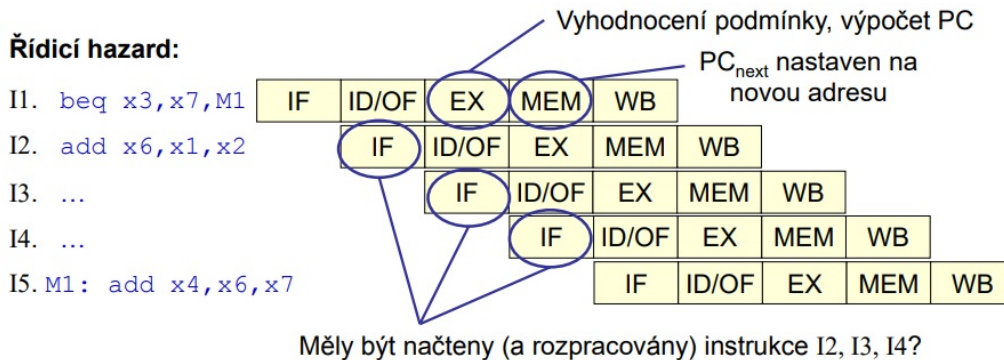 Vyhodnocení podmínky, výpočet PC
Řídicí hazard:
PCnext nastaven na
novou adresu
I1. beq x3,x7,M1 IF ID/OF EX MEM WB
I2. add x6,x1,x2 IF ID/OF EX MEM WB
I3. ... IF ID/OF EX MEM WB
I4. ... IF ID/OF EX MEM WB
I5. M1: add x4,x6,x7 IF ID/OF EX MEM WB
Měly být načteny (a rozpracovány) instrukce I2, I3, I4?